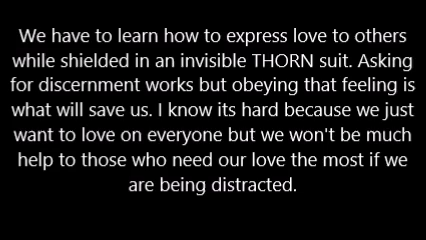 We have to learn how to express love to others
while shielded in an invisible THORN suit. Asking
for discernment works but obeying that feeling is
what will save us. I know its hard because we just
want to love on everyone but we won't be much
help to those who need our love the most if we
are being distracted.